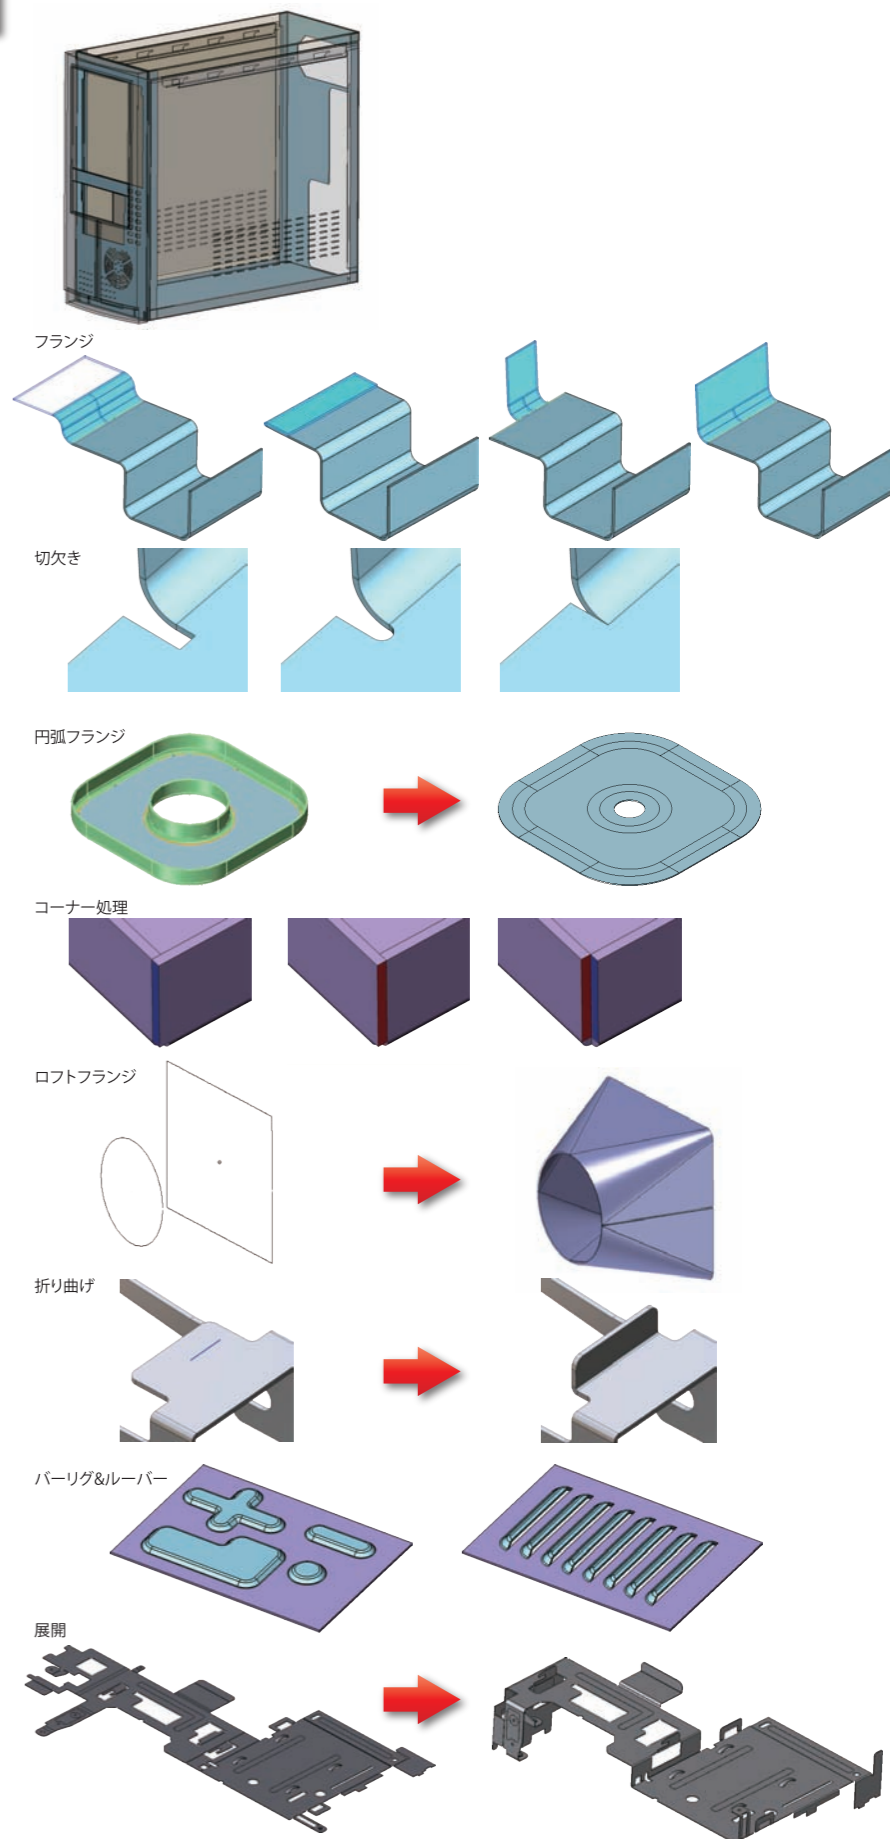 フランジ
切欠き
円弧フランジ
コーナー処理
ロフトフランジ
折り曲げ
バーリグ&ルーバー
展開